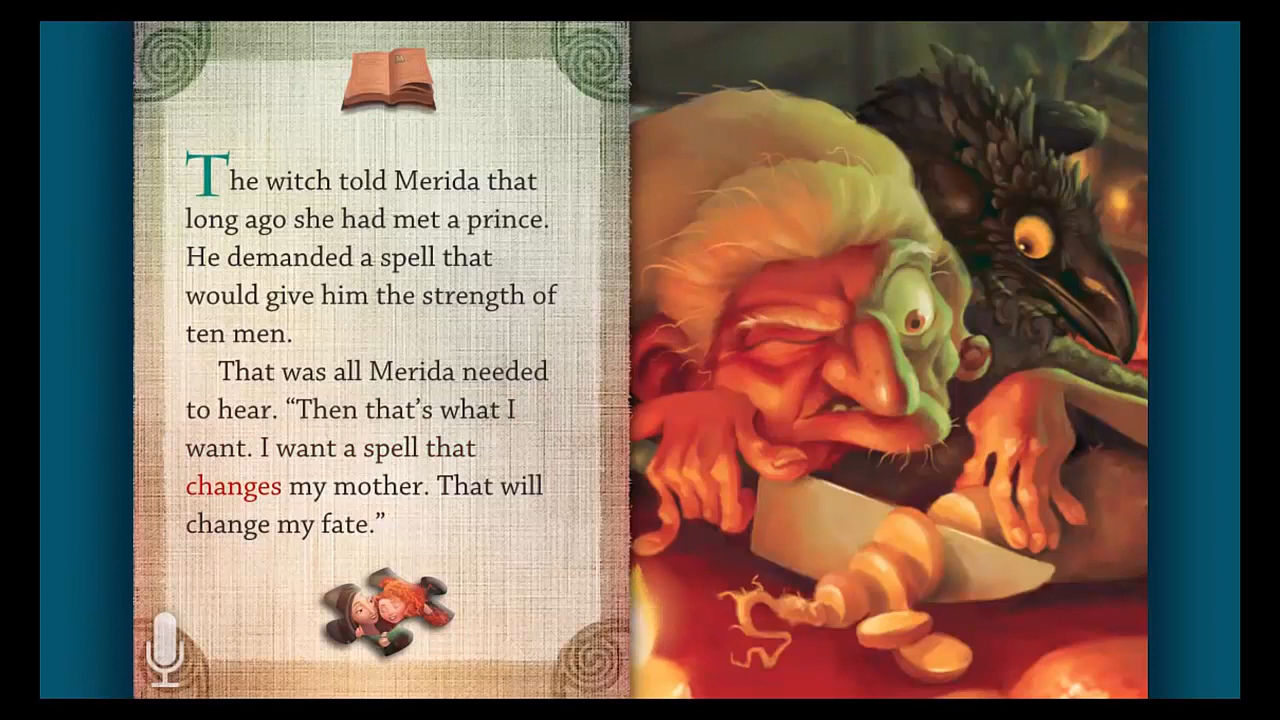 The witch told Merida that
long ago she had met a prince.
He demanded a spell that
would give him the strength of
ten men.
That was all Merida needed
to hear. “Then that’s what I
want. I want a spell that
changes my mother. That will
change my fate.”